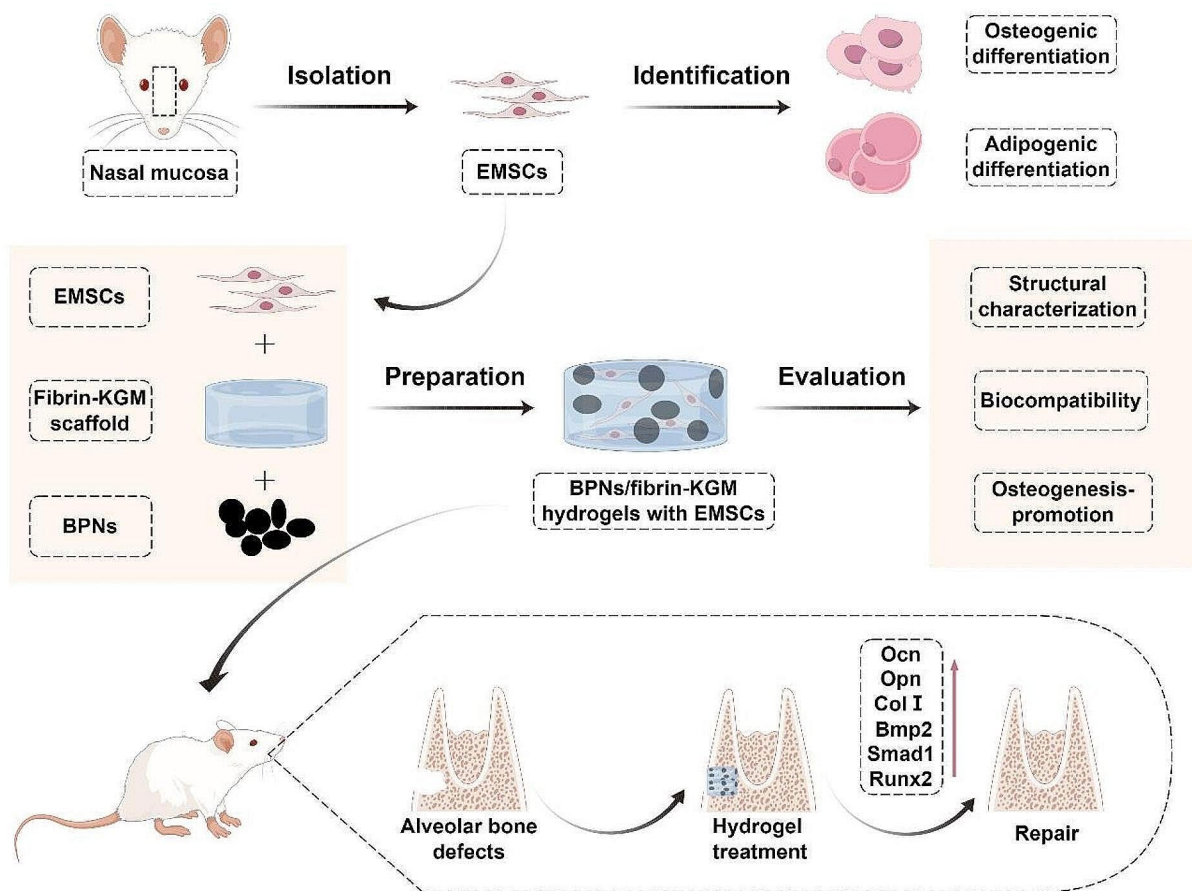 Isolation
Identification
Osteogenic
differentiation
Nasal mucosa
EMSCs
Adipogenic
differentiation
EMSCs
+
Fibrin-KGM
scaffold
+
BPNs
Preparation
BPNs/fibrin-KGM
hydrogels with EMSCs
Evaluation
Structural
characterization
Biocompatibility
Osteogenesis-
promotion
Alveolar bone
defects
Hydrogel
treatment
Ocn
Opn
Col I
Bmp2
Smad1
Runx2
Repair